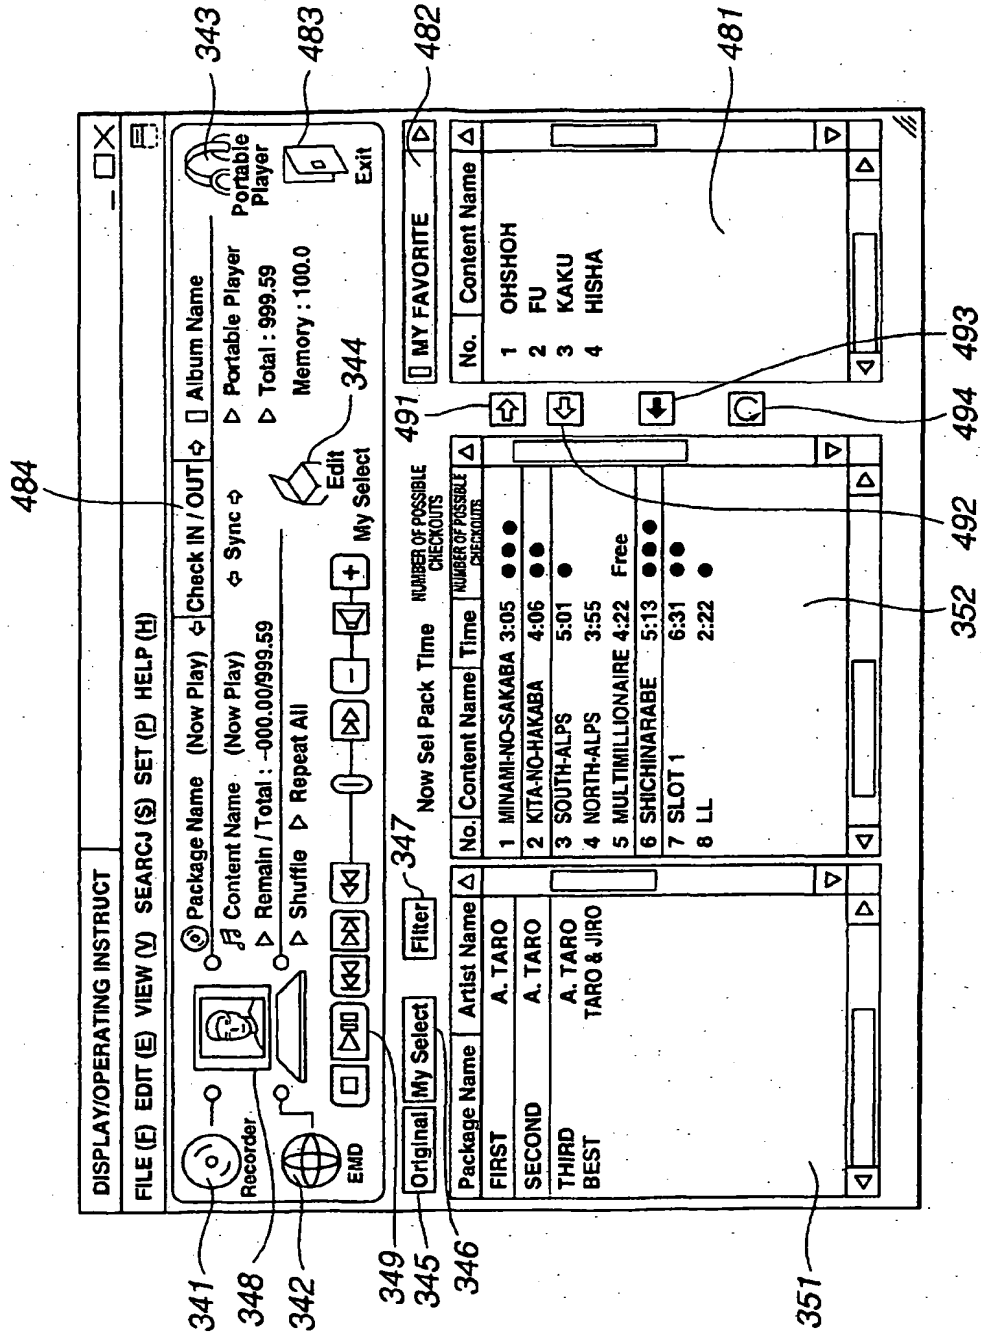 484
343
483
482
481
DISPLAY/OPERATING INSTRUCT
FILE (F) EDIT (E) VIEW (V) SEARCJ (S) SET (P) HELP (H)
Recorder
EMD
Package Name (Now Play)
Content Name (Now Play)
Remain / Total : -000.00/999.59
Shuffle Repeat All
Check IN / OUT
Sync
Album Name
Portable Player
Total : 999.59
Memory : 100.0
Portable
Player
Exit
Edit
My Select
344
341
348
342
349
345
346
347
Original My Select Filter
Now Sel Pack Time
NUMBER OF POSSIBLE
CHECKOUTS
491
MY FAVORITE
Package Name Artist Name
FIRST A. TARO
SECOND A. TARO
THIRD A. TARO
BEST TARO & JIRO
No. Content Name Time NUMBER OF POSSIBLE
CHECKOUTS
1 MINAMI-NO-SAKABA 3:05 ●●●
2 KITA-NO-HAKABA 4:06 ●●
3 SOUTH-ALPS 5:01 ●
4 NORTH-ALPS 3:55
5 MULTIMILLIONAIRE 4:22 Free
6 SHICHINARABE 5:13 ●●●
7 SLOT 1 6:31 ●●
8 LL 2:22 ●
No. Content Name
1 OHSHOH
2 FU
3 KAKU
4 HISHA
351
352
492
494
493